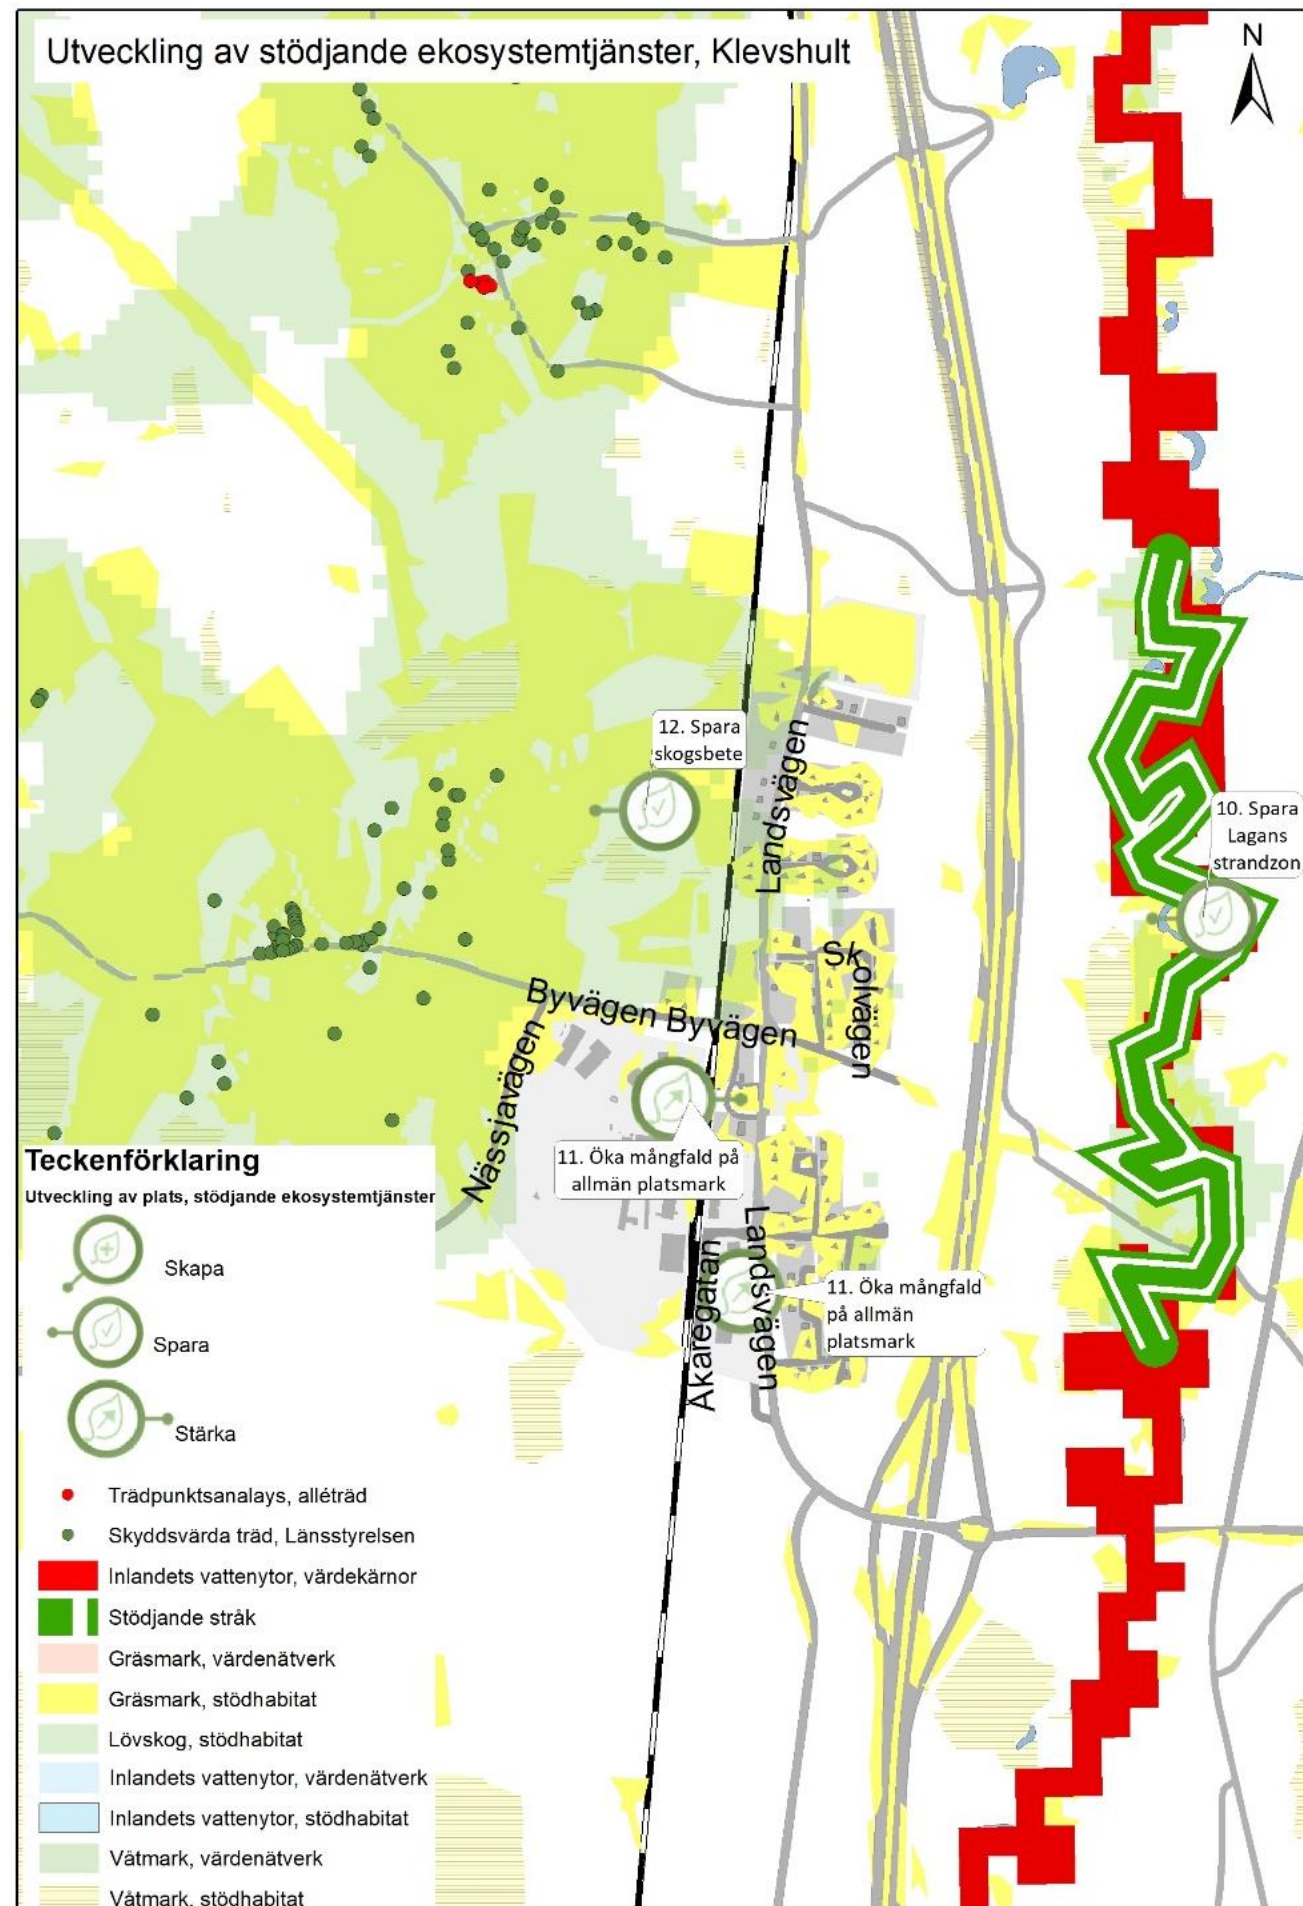 Utveckling av stödjande ekosystemtjänster, Klevshult
N
12. Spara
skogsbete
Landsvägen
10. Spara
Lagans
strandzon
Skolvägen
Byvägen Byvägen
Nässjavägen
11. Öka mångfald på
allmän platsmark
Åkaregatan
Landsvägen
11. Öka mångfald
på allmän
platsmark
Teckenförklaring
Utveckling av plats, stödjande ekosystemtjänster
Skapa
Spara
Stärka
Trädpunktsanalays, alléträd
Skyddsvärda träd, Länsstyrelsen
Inlandets vattenytor, värdekärnor
Stödjande stråk
Gräsmark, värdenätverk
Gräsmark, stödhabitat
Lövskog, stödhabitat
Inlandets vattenytor, värdenätverk
Inlandets vattenytor, stödhabitat
Våtmark, värdenätverk
Våtmark, stödhabitat